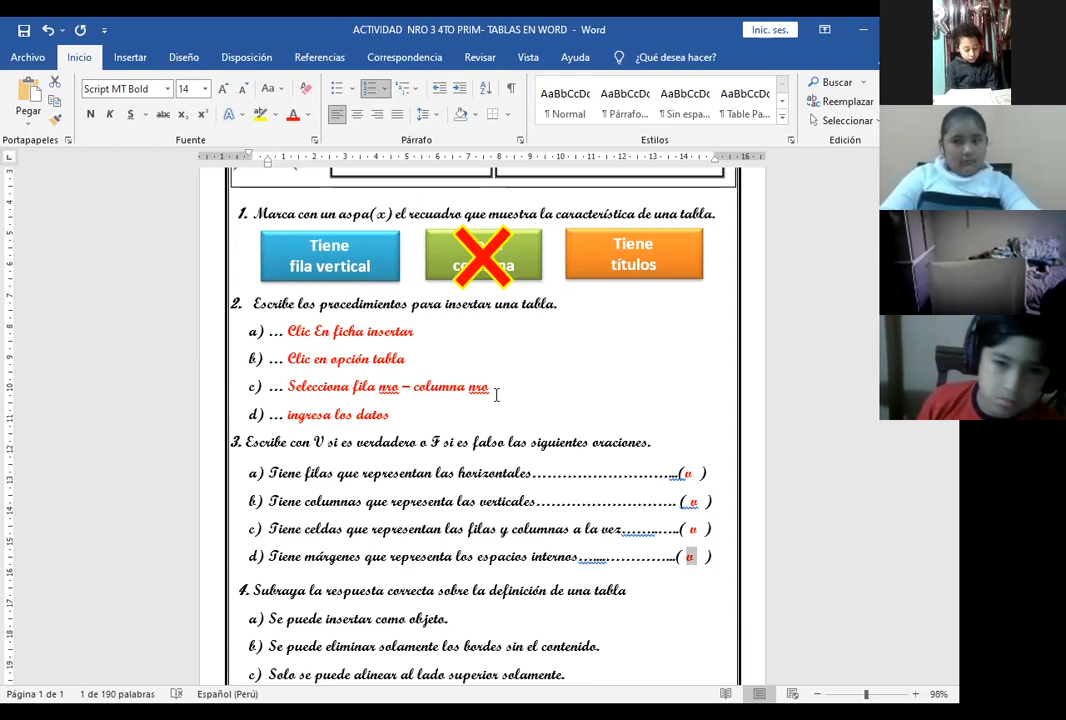 ACTIVIDAD NRO 3 4TO PRIM- TABLAS EN WORD - Word
Inic. ses.
Archivo Inicio Insertar Diseño Disposición Referencias Correspondencia Revisar Vista Ayuda ¿Qué desea hacer?
Pegar
Script MT Bold 14
N K S abc x₂ x²
AaBbCcDc AaBbCcDc AaBbCcDc AaBbCcDc
¶ Normal ¶ Párrafo... ¶ Sin espa... ¶ Table Pa...
Buscar
Reemplazar
Seleccionar
Portapapeles Fuente Párrafo Estilos Edición
1. Marca con un aspa(x) el recuadro que muestra la característica de una tabla.
Tiene
fila vertical
Tiene
títulos
2. Escribe los procedimientos para insertar una tabla.
a) ... Clic En ficha insertar
b) ... Clic en opción tabla
c) ... Selecciona fila nro – columna nro
d) ... ingresa los datos
3. Escribe con V si es verdadero o F si es falso las siguientes oraciones.
a) Tiene filas que representan las horizontales……………………………...( v )
b) Tiene columnas que representa las verticales……………………………. ( v )
c) Tiene celdas que representan las filas y columnas a la vez……..…..( v )
d) Tiene márgenes que representa los espacios internos…....…………...( v )
4. Subraya la respuesta correcta sobre la definición de una tabla
a) Se puede insertar como objeto.
b) Se puede eliminar solamente los bordes sin el contenido.
c) Solo se puede alinear al lado superior solamente.
Página 1 de 1 1 de 190 palabras Español (Perú) 98%